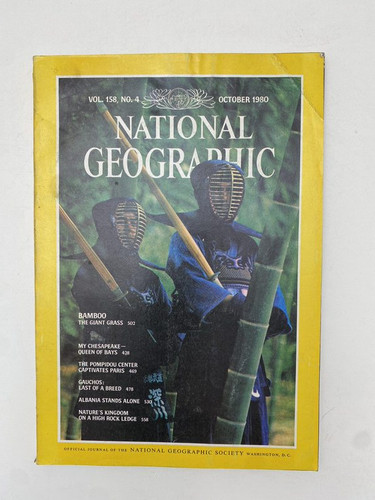 VOL. 158, NO. 4 OCTOBER 1980
NATIONAL
GEOGRAPHIC
BAMBOO
THE GIANT GRASS 502
MY CHESAPEAKE—
QUEEN OF BAYS 428
THE POMPIDOU CENTER
CAPTIVATES PARIS 469
GAUCHOS:
LAST OF A BREED 478
ALBANIA STANDS ALONE 530
NATURE'S KINGDOM
ON A HIGH ROCK LEDGE 558
OFFICIAL JOURNAL OF THE NATIONAL GEOGRAPHIC SOCIETY WASHINGTON, D.C.